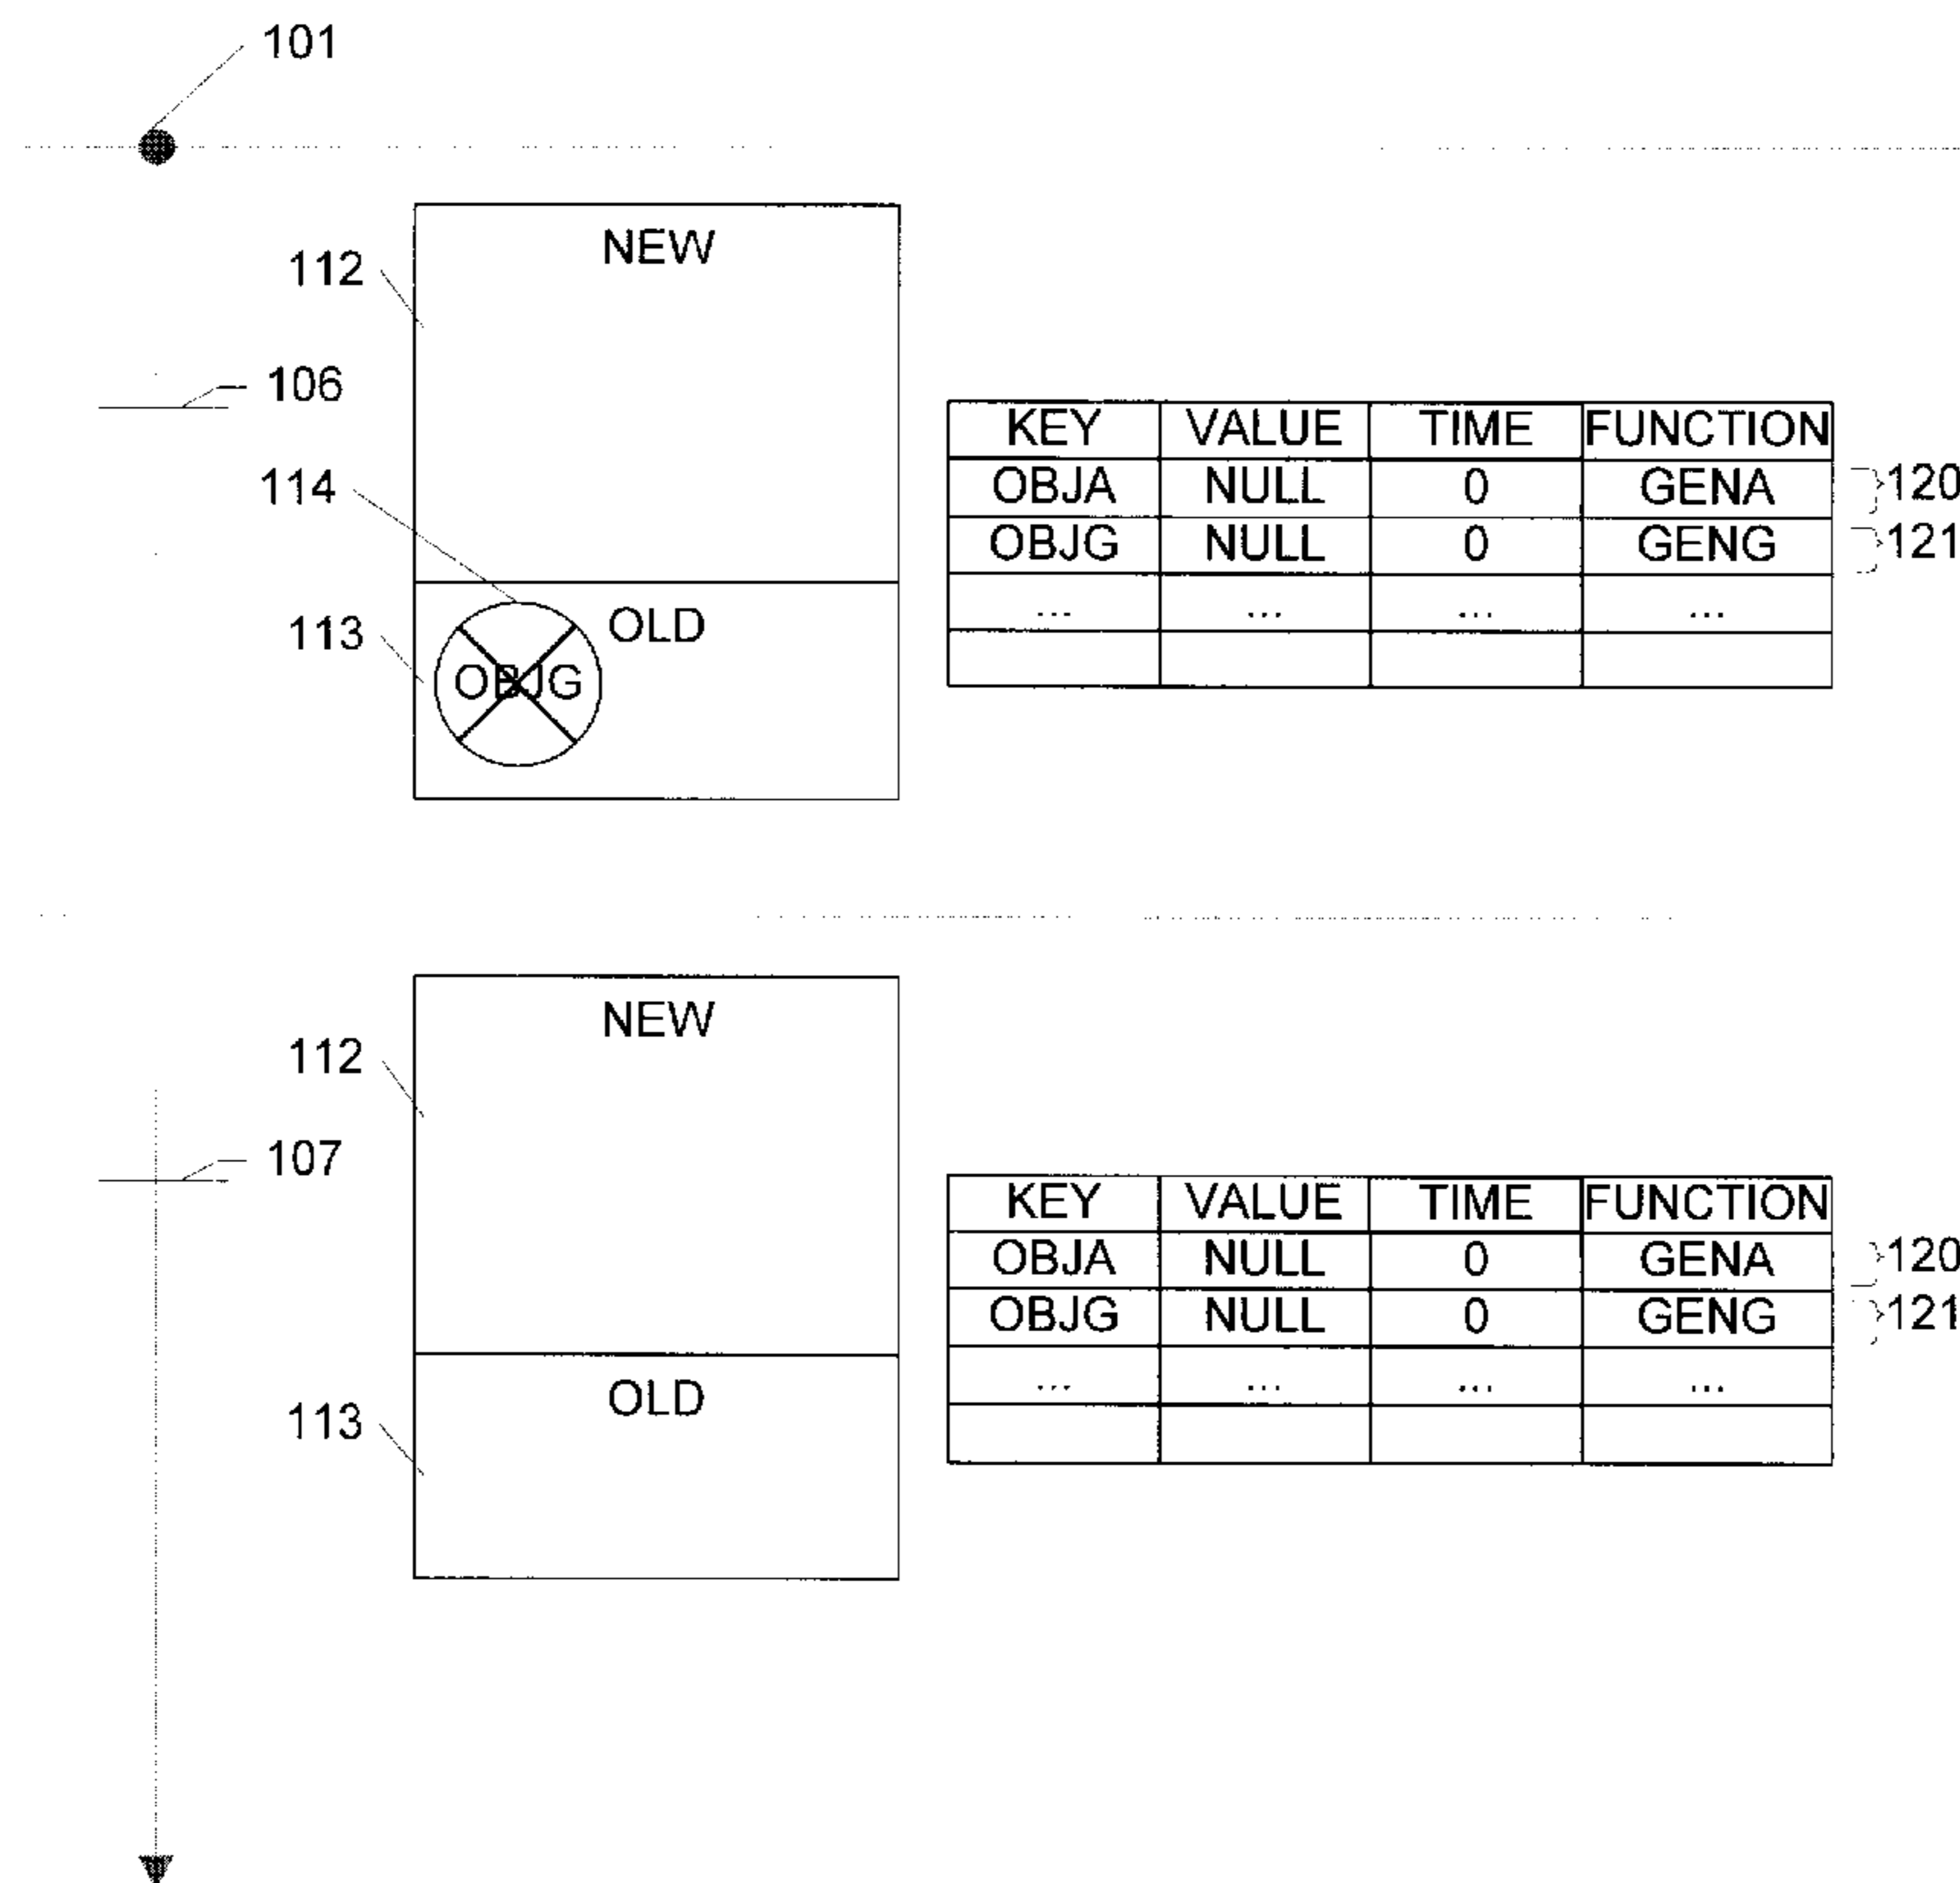 101
NEW
112
106
KEY VALUE TIME FUNCTION
OBJA NULL 0 GENA 120
114
OBJG NULL 0 GENG 121
... ... ... ...
OLD
113
OBJG
NEW
112
107
KEY VALUE TIME FUNCTION
OBJA NULL 0 GENA 120
OBJG NULL 0 GENG 121
... ... ... ...
OLD
113